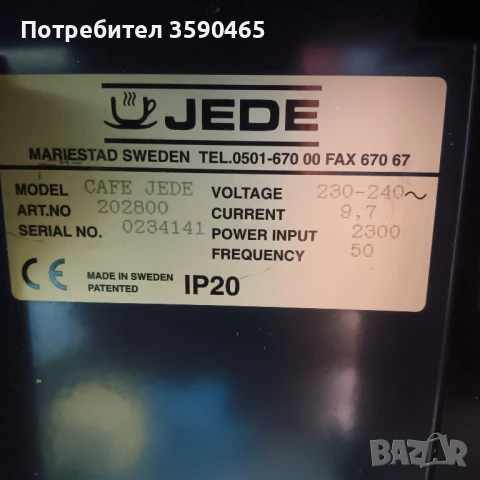 Потребител 3590465
JEDE
MARIESTAD SWEDEN TEL.0501-670 00 FAX 670 67
MODEL CAFE JEDE VOLTAGE 230-240~
ART.NO 202800 CURRENT 9,7
SERIAL NO. 0234141 POWER INPUT 2300
FREQUENCY 50
CE MADE IN SWEDEN PATENTED IP20
BAZAR